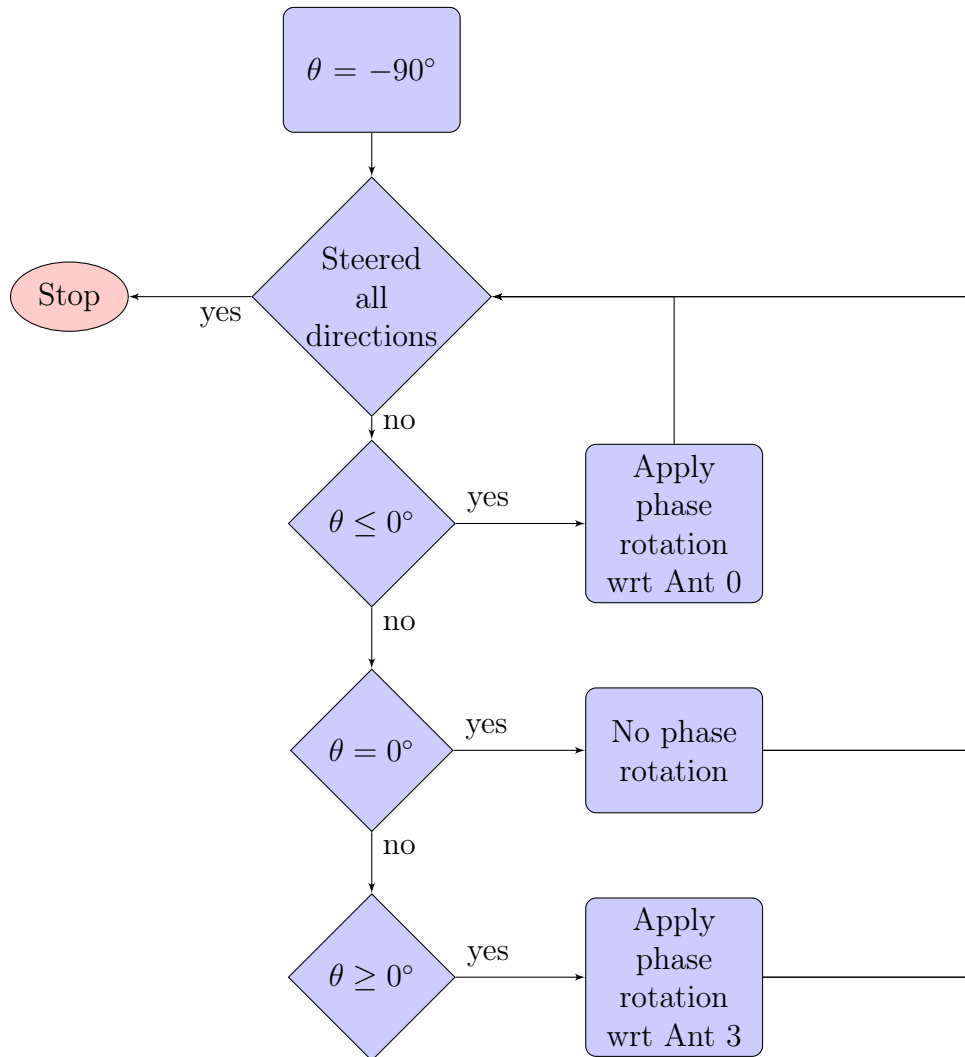 θ = −90°
Steered
all
directions
Stop
yes
no
θ ≤ 0°
yes
Apply
phase
rotation
wrt Ant 0
no
θ = 0°
yes
No phase
rotation
no
θ ≥ 0°
yes
Apply
phase
rotation
wrt Ant 3